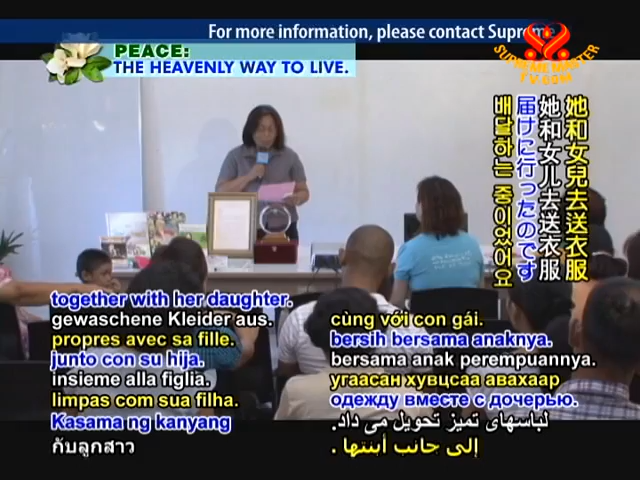 For more information, please contact Supreme
PEACE:
THE HEAVENLY WAY TO LIVE.
SUPREME MASTER
TV.COM
她和女兒去送衣服
她和女儿去送衣服
届けに行ったのです
배달하는 중이었어요
together with her daughter.
gewaschene Kleider aus.
propres avec sa fille.
junto con su hija.
insieme alla figlia.
limpas com sua filha.
Kasama ng kanyang
กับลูกสาว
cùng với con gái.
bersih bersama anaknya.
bersama anak perempuannya.
угаасан хувцсаа авахаар
одежду вместе с дочерью.
لباسهای تمیز تحویل می داد.
إلى جانب أبنتها .